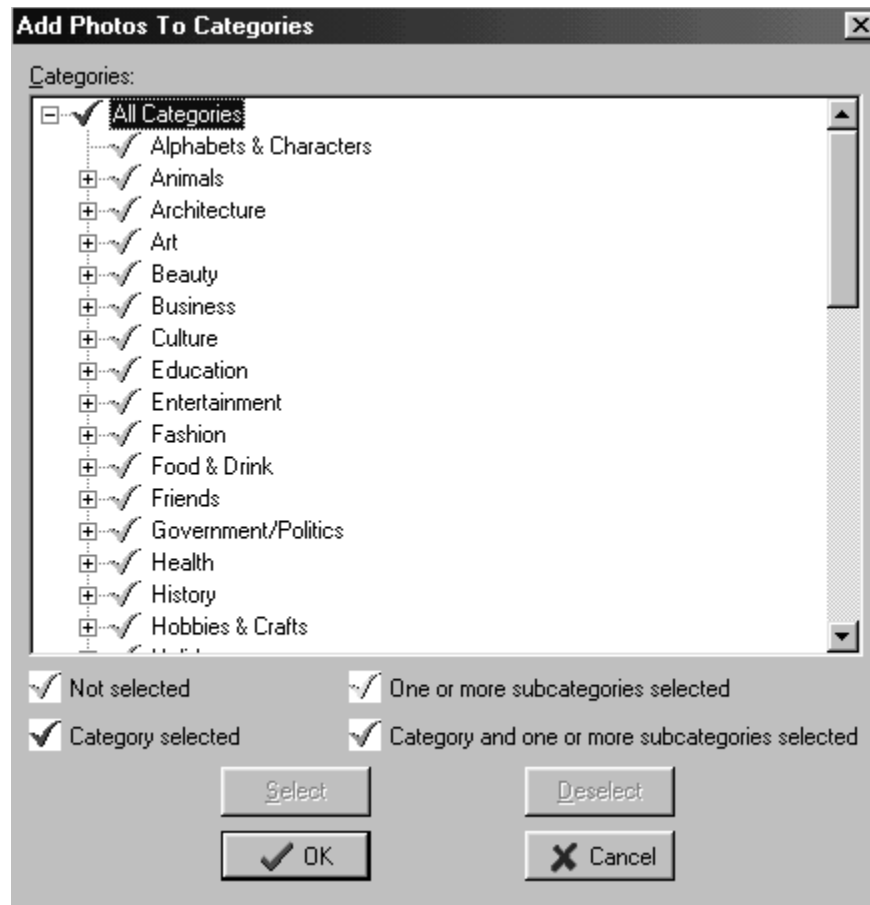 Add Photos To Categories
Categories:
All Categories
Alphabets & Characters
Animals
Architecture
Art
Beauty
Business
Culture
Education
Entertainment
Fashion
Food & Drink
Friends
Government/Politics
Health
History
Hobbies & Crafts
Not selected
One or more subcategories selected
Category selected
Category and one or more subcategories selected
Select
Deselect
OK
Cancel